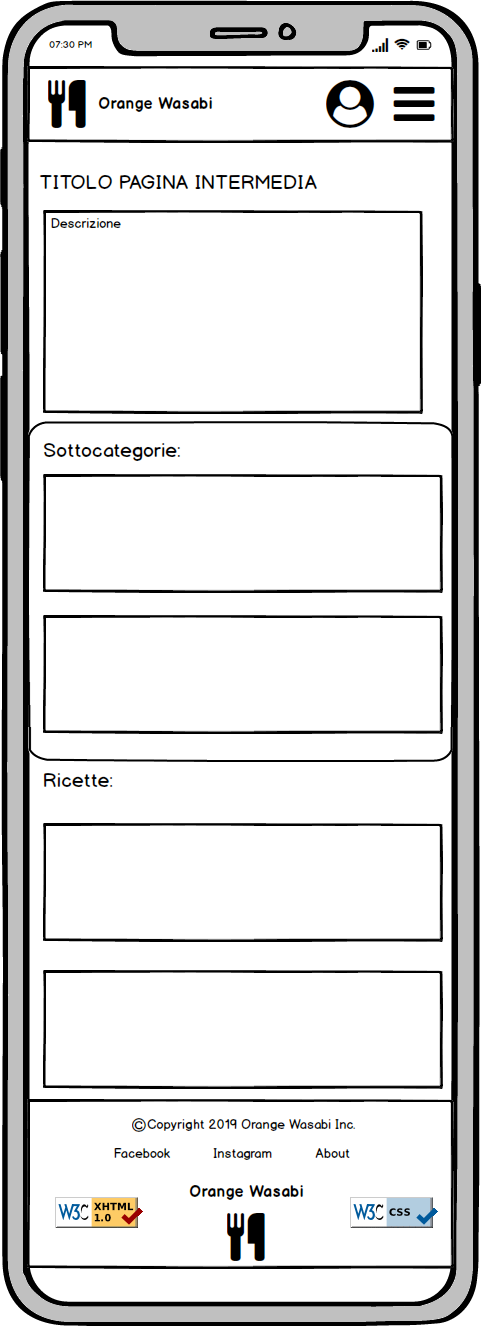 07:30 PM
Orange Wasabi
TITOLO PAGINA INTERMEDIA
Descrizione
Sottocategorie:
Ricette:
©Copyright 2019 Orange Wasabi Inc.
Facebook Instagram About
Orange Wasabi
W3C XHTML 1.0
W3C CSS